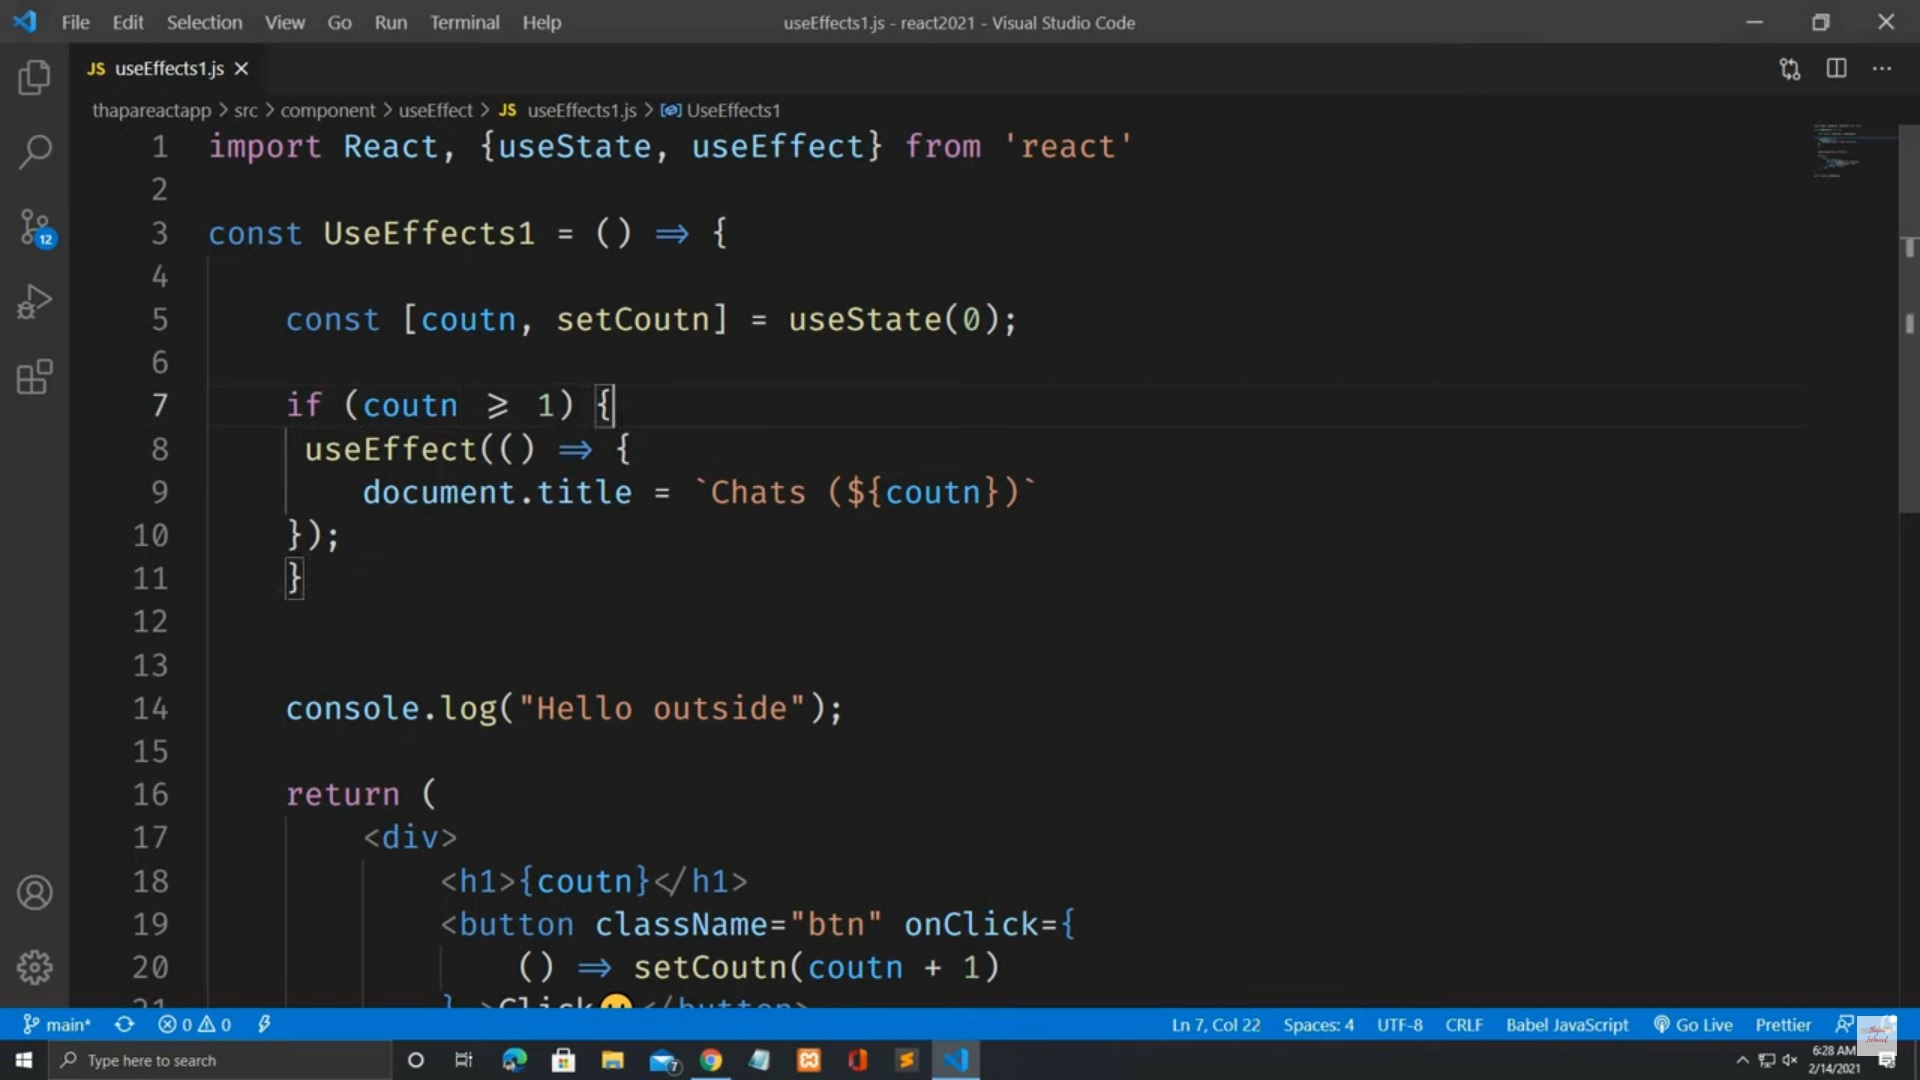 File Edit Selection View Go Run Terminal Help
useEffects1.js - react2021 - Visual Studio Code
JS useEffects1.js
thapareactapp > src > component > useEffect > JS useEffects1.js > UseEffects1
12
1 import React, {useState, useEffect} from 'react'
2
3 const UseEffects1 = () => {
4
5 const [coutn, setCoutn] = useState(0);
6
7 if (coutn >= 1) {
8 useEffect(() => {
9 document.title = `Chats (${coutn})`
10 });
11 }
12
13
14 console.log("Hello outside");
15
16 return (
17 <div>
18 <h1>{coutn}</h1>
19 <button className="btn" onClick={
20 () => setCoutn(coutn + 1)
21 } >Click😀</button>
main* 0 0 Ln 7, Col 22 Spaces: 4 UTF-8 CRLF Babel JavaScript Go Live Prettier
Type here to search
7
6:28 AM
2/14/2021